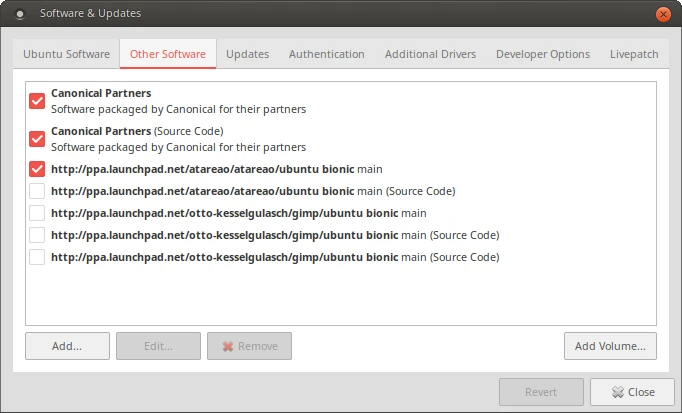 Software & Updates
Ubuntu Software Other Software Updates Authentication Additional Drivers Developer Options Livepatch
Canonical Partners
Software packaged by Canonical for their partners
Canonical Partners (Source Code)
Software packaged by Canonical for their partners
http://ppa.launchpad.net/atareao/atareao/ubuntu bionic main
http://ppa.launchpad.net/atareao/atareao/ubuntu bionic main (Source Code)
http://ppa.launchpad.net/otto-kesselgulasch/gimp/ubuntu bionic main
http://ppa.launchpad.net/otto-kesselgulasch/gimp/ubuntu bionic main (Source Code)
http://ppa.launchpad.net/otto-kesselgulasch/gimp/ubuntu bionic main (Source Code)
Add... Edit... Remove Add Volume...
Revert Close